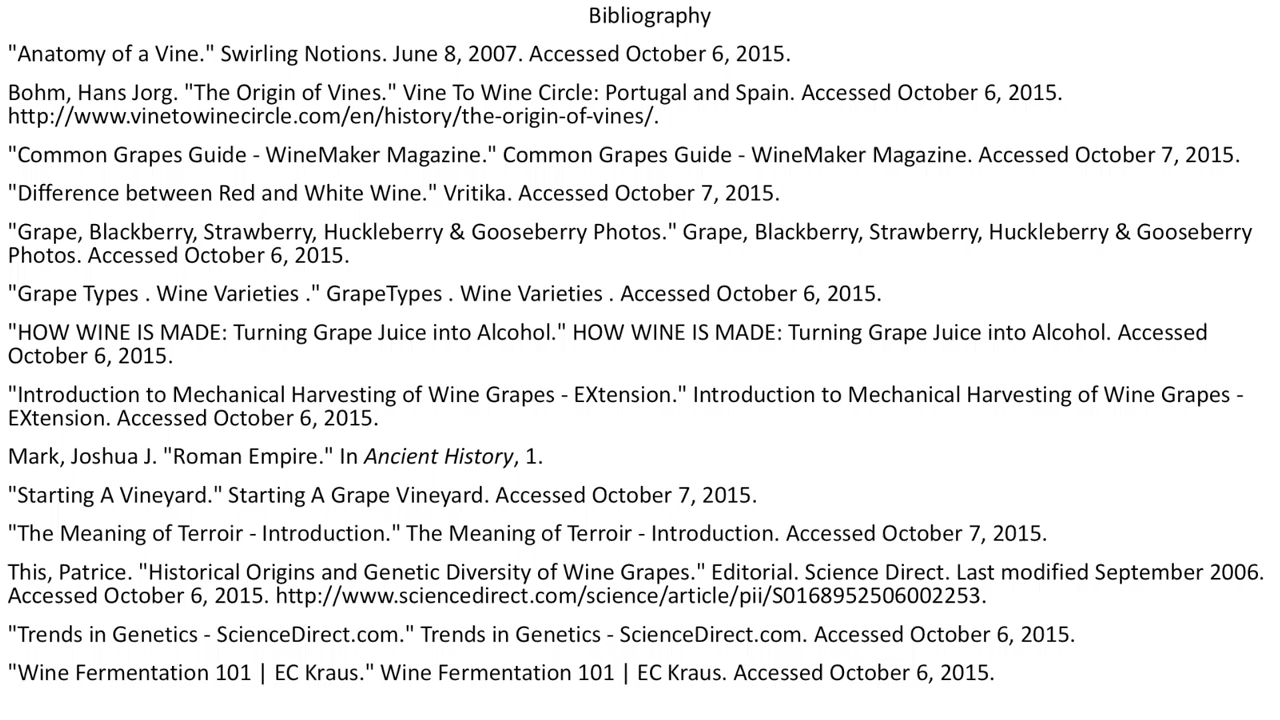 Bibliography
"Anatomy of a Vine." Swirling Notions. June 8, 2007. Accessed October 6, 2015.
Bohm, Hans Jorg. "The Origin of Vines." Vine To Wine Circle: Portugal and Spain. Accessed October 6, 2015.
http://www.vinetowinecircle.com/en/history/the-origin-of-vines/.
"Common Grapes Guide - WineMaker Magazine." Common Grapes Guide - WineMaker Magazine. Accessed October 7, 2015.
"Difference between Red and White Wine." Vritika. Accessed October 7, 2015.
"Grape, Blackberry, Strawberry, Huckleberry & Gooseberry Photos." Grape, Blackberry, Strawberry, Huckleberry & Gooseberry
Photos. Accessed October 6, 2015.
"Grape Types . Wine Varieties ." GrapeTypes . Wine Varieties . Accessed October 6, 2015.
"HOW WINE IS MADE: Turning Grape Juice into Alcohol." HOW WINE IS MADE: Turning Grape Juice into Alcohol. Accessed
October 6, 2015.
"Introduction to Mechanical Harvesting of Wine Grapes - EXtension." Introduction to Mechanical Harvesting of Wine Grapes -
EXtension. Accessed October 6, 2015.
Mark, Joshua J. "Roman Empire." In Ancient History, 1.
"Starting A Vineyard." Starting A Grape Vineyard. Accessed October 7, 2015.
"The Meaning of Terroir - Introduction." The Meaning of Terroir - Introduction. Accessed October 7, 2015.
This, Patrice. "Historical Origins and Genetic Diversity of Wine Grapes." Editorial. Science Direct. Last modified September 2006.
Accessed October 6, 2015. http://www.sciencedirect.com/science/article/pii/S0168952506002253.
"Trends in Genetics - ScienceDirect.com." Trends in Genetics - ScienceDirect.com. Accessed October 6, 2015.
"Wine Fermentation 101 | EC Kraus." Wine Fermentation 101 | EC Kraus. Accessed October 6, 2015.